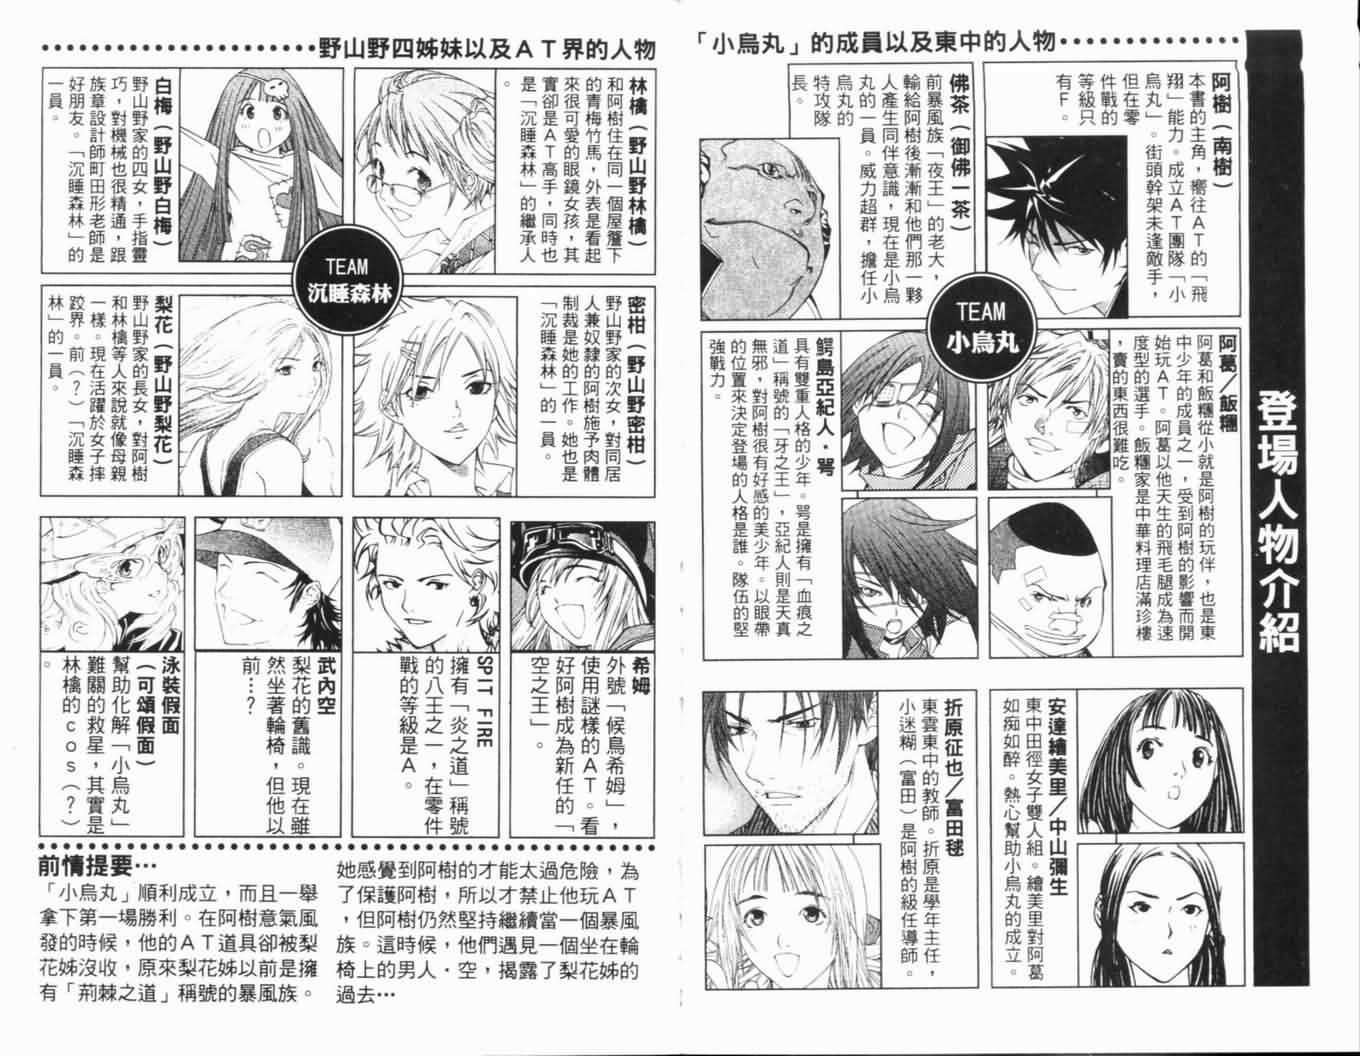 登場人物介紹
「小烏丸」的成員以及東中的人物
阿樹（南樹）
本書的主角，嚮往ＡＴ的「飛
翔」能力。成立ＡＴ團隊「小
烏丸」。街頭幹架未逢敵手，
但在零
件戰的
等級只
有Ｆ。
佛茶（御佛一茶）
前暴風族「夜王」的老大，
輸給阿樹後漸漸和他們那一夥
人產生同伴意識，現在是小烏
丸的一員。威力超群，擔任小
烏丸的
特攻隊
長。
TEAM
小烏丸
阿葛／飯糰
阿葛和飯糰從小就是阿樹的玩伴，也是東
中少年的成員之一，受到阿樹的影響而開
始玩ＡＴ。阿葛以他天生的飛毛腿成為速
度型的選手。飯糰家是中華料理店滿珍樓
，賣的東西很難吃。
鰐島亞紀人・咢
具有雙重人格的少年。咢是擁有「血痕之
道」稱號的「牙之王」，亞紀人則是天真
無邪，對阿樹很有好感的美少年。以眼帶
的位置來決定登場的人格是誰。隊伍的堅
強戰力。
安達繪美里／中山彌生
東中田徑女子雙人組。繪美里對阿葛
如痴如醉。熱心幫助小烏丸的成立。
折原征也／富田毬
東雲東中的教師。折原是學年主任，
小迷糊（富田）是阿樹的級任導師。
野山野四姊妹以及ＡＴ界的人物
林檎（野山野林檎）
和阿樹住在同一個屋簷下
的青梅竹馬，外表是看起
來很可愛的眼鏡女孩，其
實卻是ＡＴ高手，同時也
是「沉睡森林」的繼承人
。
白梅（野山野白梅）
野山野家的四女，手指靈
巧，對機械也很精通，跟
族章設計師町田形老師是
好朋友。「沉睡森林」的
一員。
TEAM
沉睡森林
密柑（野山野密柑）
野山野家的次女，對同居
人兼奴隸的阿樹施予肉體
制裁是她的工作。她也是
「沉睡森林」的一員。
梨花（野山野梨花）
野山野家的長女，對阿樹
和林檎等人來說就像母親
一樣。現在活躍於女子摔
跤界。前（？）「沉睡森
林」的一員。
希姆
外號「候鳥希姆」，
使用謎樣的ＡＴ。看
好阿樹成為新任的「
空之王」。
SPIT FIRE
擁有「炎之道」稱號
的八王之一，在零件
戰的等級是Ａ。
武內空
梨花的舊識。現在雖
然坐著輪椅，但他以
前…？
泳裝假面
（可頌假面）
幫助化解「小烏丸」
難關的救星，其實是
林檎的ｃｏｓ（？）
。
前情提要…
「小烏丸」順利成立，而且一舉
拿下第一場勝利。在阿樹意氣風
發的時候，他的ＡＴ道具卻被梨
花姊沒收，原來梨花姊以前是擁
有「荊棘之道」稱號的暴風族。
她感覺到阿樹的才能太過危險，為
了保護阿樹，所以才禁止他玩ＡＴ
，但阿樹仍然堅持繼續當一個暴風
族。這時候，他們遇見一個坐在輪
椅上的男人・空，揭露了梨花姊的
過去…